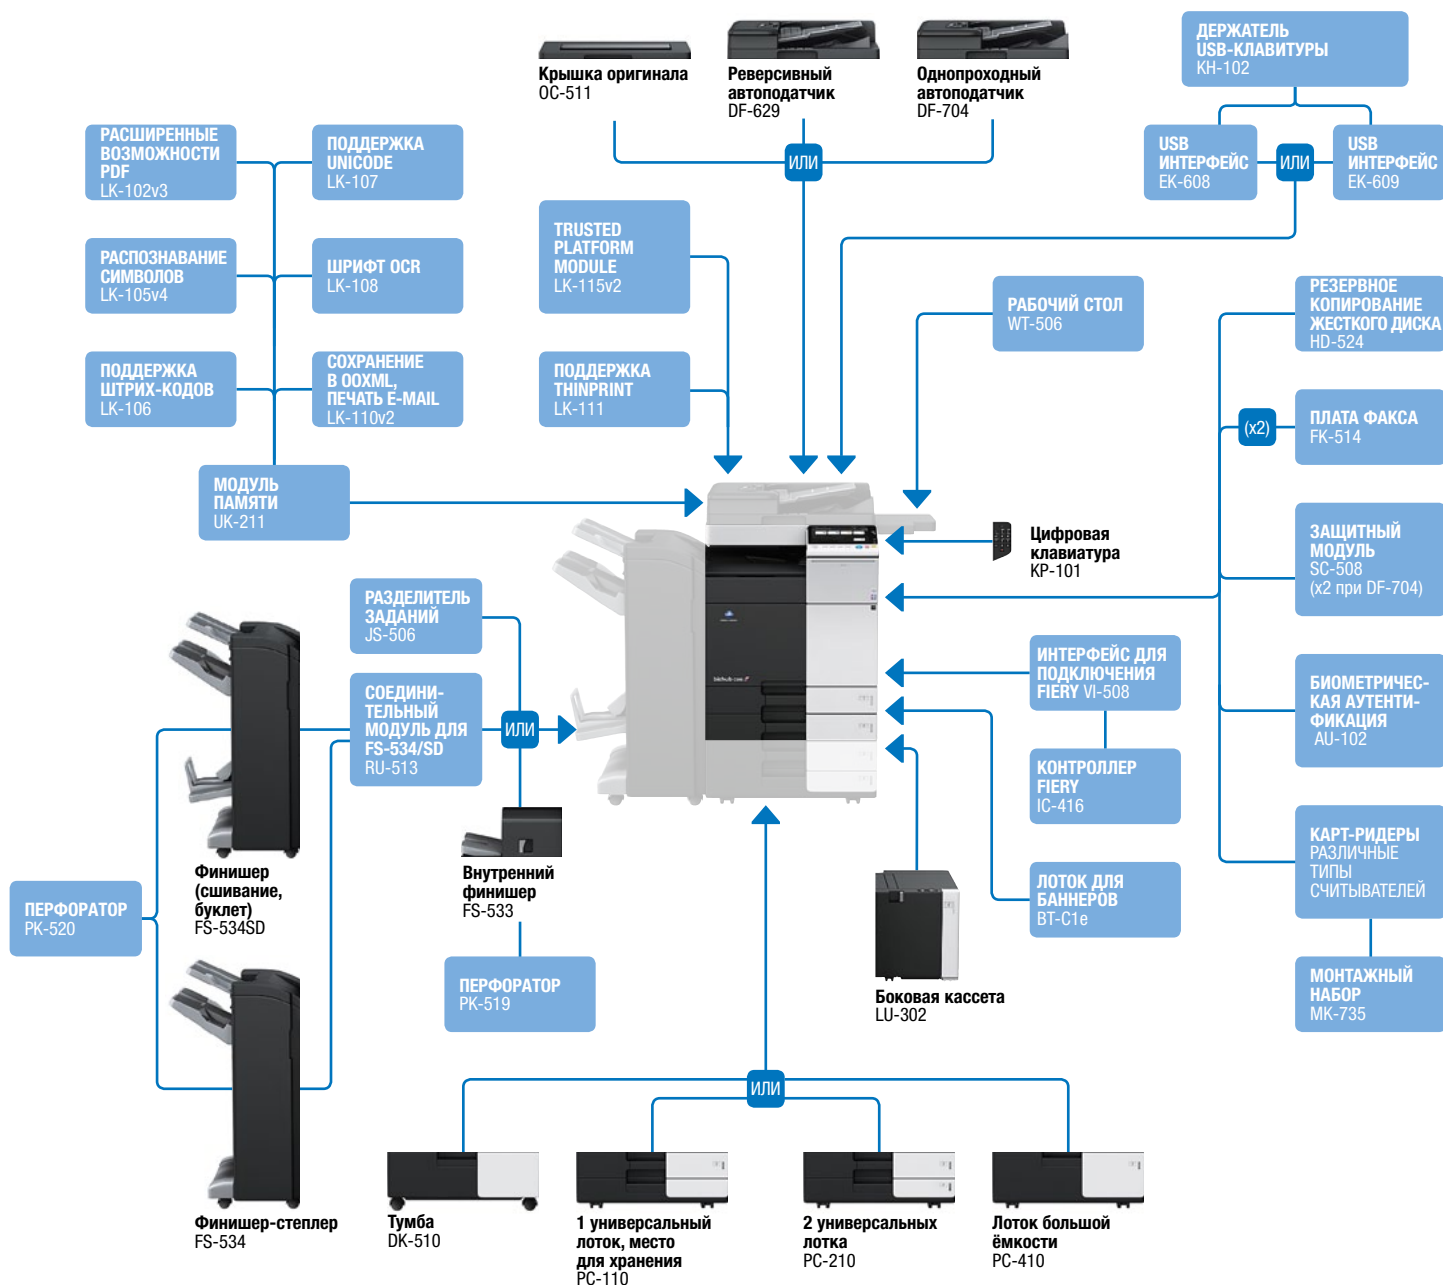 Крышка оригинала
OC-511
Реверсивный
автоподатчик
DF-629
Однопроходный
автоподатчик
DF-704
ИЛИ
ДЕРЖАТЕЛЬ
USB-КЛАВИТУРЫ
KH-102
USB
ИНТЕРФЕЙС
EK-608
ИЛИ
USB
ИНТЕРФЕЙС
EK-609
РАСШИРЕННЫЕ
ВОЗМОЖНОСТИ
PDF
LK-102v3
ПОДДЕРЖКА
UNICODE
LK-107
РАСПОЗНАВАНИЕ
СИМВОЛОВ
LK-105v4
ШРИФТ OCR
LK-108
ПОДДЕРЖКА
ШТРИХ-КОДОВ
LK-106
СОХРАНЕНИЕ
В OOXML,
ПЕЧАТЬ E-MAIL
LK-110v2
МОДУЛЬ
ПАМЯТИ
UK-211
TRUSTED
PLATFORM
MODULE
LK-115v2
ПОДДЕРЖКА
THINPRINT
LK-111
РАБОЧИЙ СТОЛ
WT-506
РЕЗЕРВНОЕ
КОПИРОВАНИЕ
ЖЕСТКОГО ДИСКА
HD-524
(x2)
ПЛАТА ФАКСА
FK-514
ЗАЩИТНЫЙ
МОДУЛЬ
SC-508
(x2 при DF-704)
БИОМЕТРИЧЕС-
КАЯ АУТЕНТИ-
ФИКАЦИЯ
AU-102
КАРТ-РИДЕРЫ
РАЗЛИЧНЫЕ
ТИПЫ
СЧИТЫВАТЕЛЕЙ
МОНТАЖНЫЙ
НАБОР
MK-735
Цифровая
клавиатура
KP-101
ИНТЕРФЕЙС ДЛЯ
ПОДКЛЮЧЕНИЯ
FIERY VI-508
КОНТРОЛЛЕР
FIERY
IC-416
ЛОТОК ДЛЯ
БАННЕРОВ
BT-C1e
Боковая кассета
LU-302
РАЗДЕЛИТЕЛЬ
ЗАДАНИЙ
JS-506
СОЕДИНИ-
ТЕЛЬНЫЙ
МОДУЛЬ ДЛЯ
FS-534/SD
RU-513
ИЛИ
Внутренний
финишер
FS-533
ПЕРФОРАТОР
PK-519
Финишер
(сшивание,
буклет)
FS-534SD
ПЕРФОРАТОР
PK-520
Финишер-степлер
FS-534
ИЛИ
Тумба
DK-510
1 универсальный
лоток, место
для хранения
PC-110
2 универсальных
лотка
PC-210
Лоток большой
ёмкости
PC-410